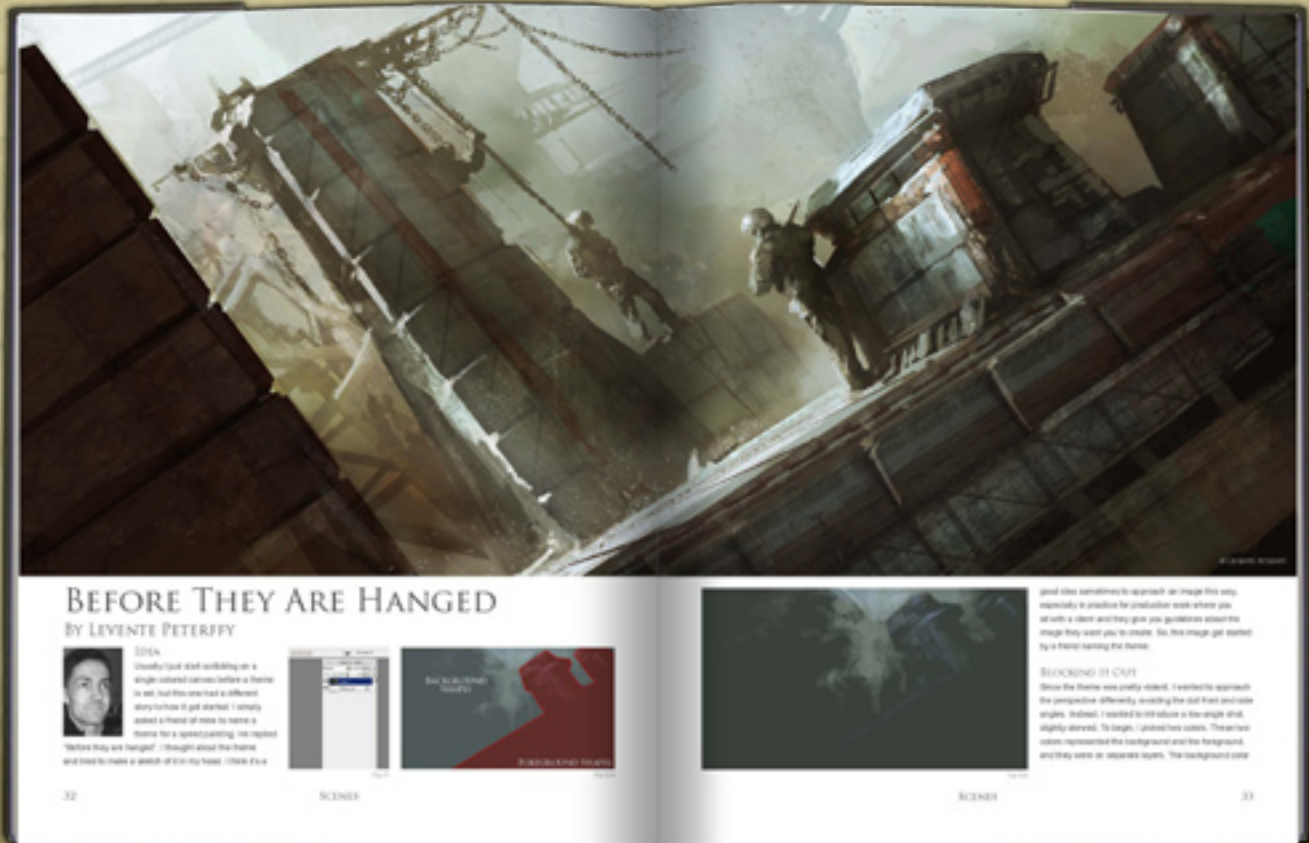 BEFORE THEY ARE HANGED
BY LEVENTE PETERFFY
IDEA
Usually I just start scribbling on a
single colored canvas before a theme
is set, but this one had a different
story to how it got started. I simply
asked a friend of mine to name a
theme for a speed painting. He replied
"Before they are hanged". I thought about the theme
and tried to make a sketch of it in my head. I think it's a
BACKGROUND
SHAPES
FOREGROUND SHAPES
32
SCENES
good idea sometimes to approach an image this way,
especially in practice for production work where you
sit with a client and they give you guidelines about the
image they want you to create. So, this image got started
by a friend naming the theme.
BLOCKING IT OUT
Since the theme was pretty violent, I wanted to approach
the perspective differently, avoiding the dull front and side
angles. Instead, I wanted to introduce a low angle shot,
slightly skewed. To begin, I picked two colors. These two
colors represented the background and the foreground,
and they were on separate layers. The background color
SCENES
33